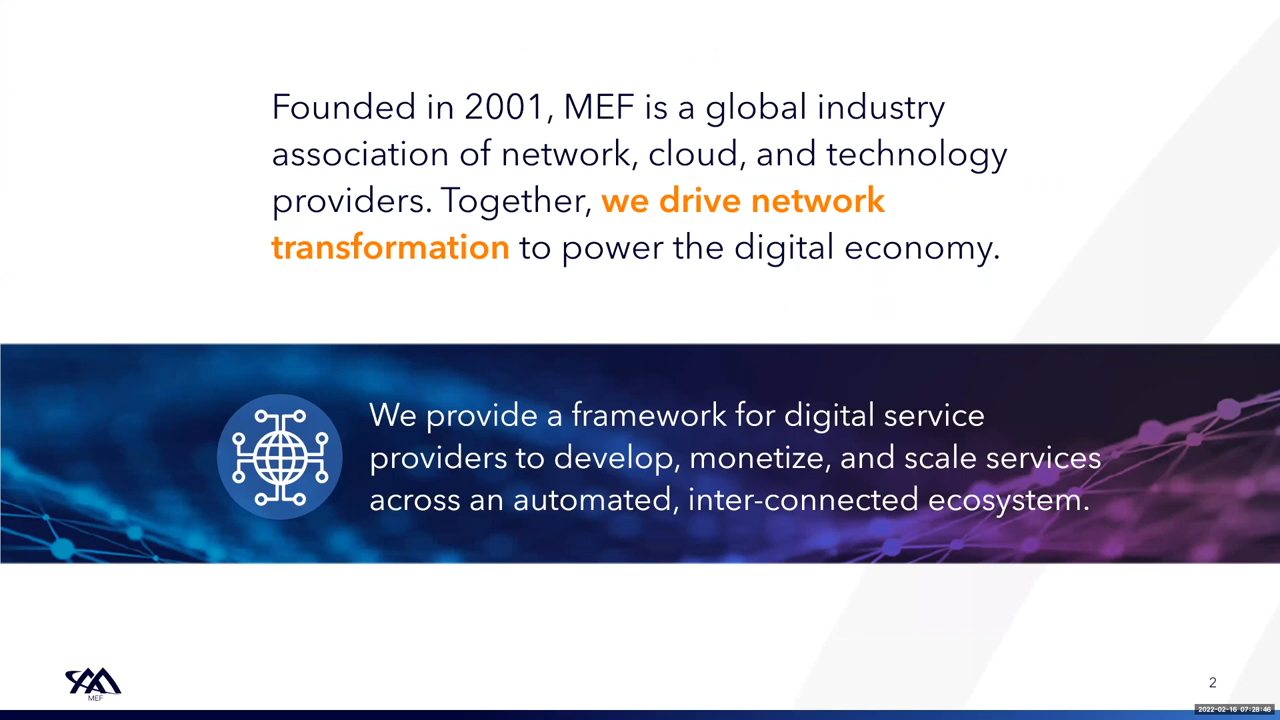 Founded in 2001, MEF is a global industry
association of network, cloud, and technology
providers. Together, we drive network
transformation to power the digital economy.
We provide a framework for digital service
providers to develop, monetize, and scale services
across an automated, inter-connected ecosystem.
MEF
2
2022-02-16 07:28:46